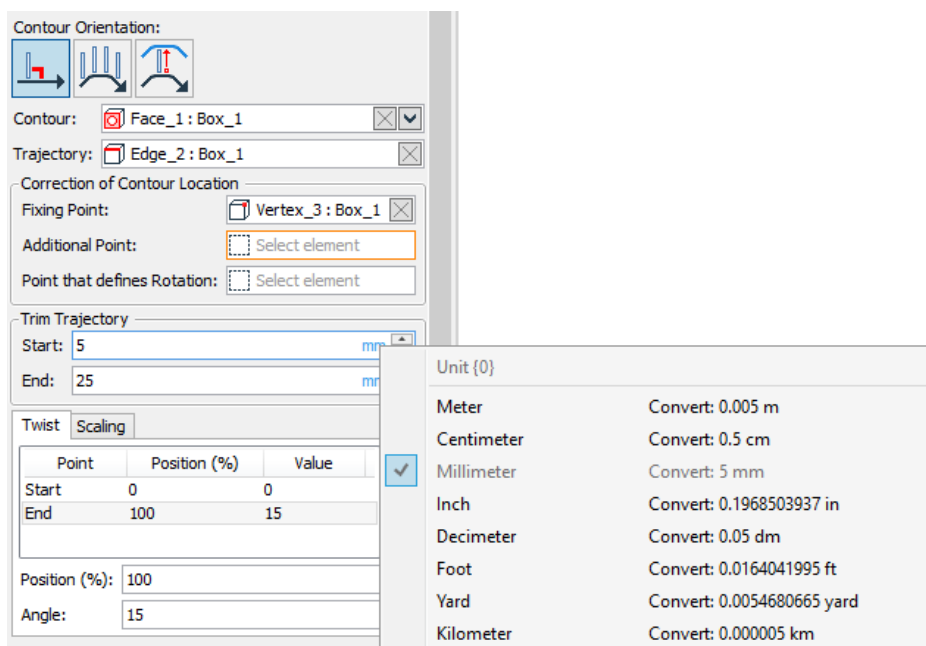 Contour Orientation:
Contour: Face_1 : Box_1
Trajectory: Edge_2 : Box_1
Correction of Contour Location
Fixing Point: Vertex_3 : Box_1
Additional Point: Select element
Point that defines Rotation: Select element
Trim Trajectory
Start: 5 mm
End: 25
Unit {0}
Meter Convert: 0.005 m
Centimeter Convert: 0.5 cm
Millimeter Convert: 5 mm
Inch Convert: 0.1968503937 in
Decimeter Convert: 0.05 dm
Foot Convert: 0.0164041995 ft
Yard Convert: 0.0054680665 yard
Kilometer Convert: 0.000005 km
Twist Scaling
Point Position (%) Value
Start 0 0
End 100 15
Position (%): 100
Angle: 15